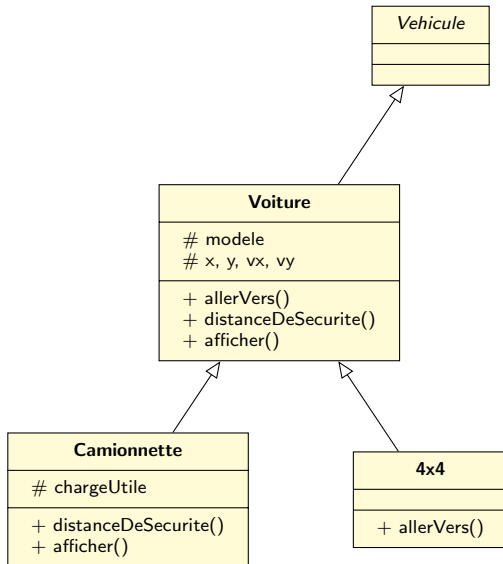 Vehicule
Voiture
# modele
# x, y, vx, vy
+ allerVers()
+ distanceDeSecurite()
+ afficher()
Camionnette
# chargeUtile
+ distanceDeSecurite()
+ afficher()
4x4
+ allerVers()